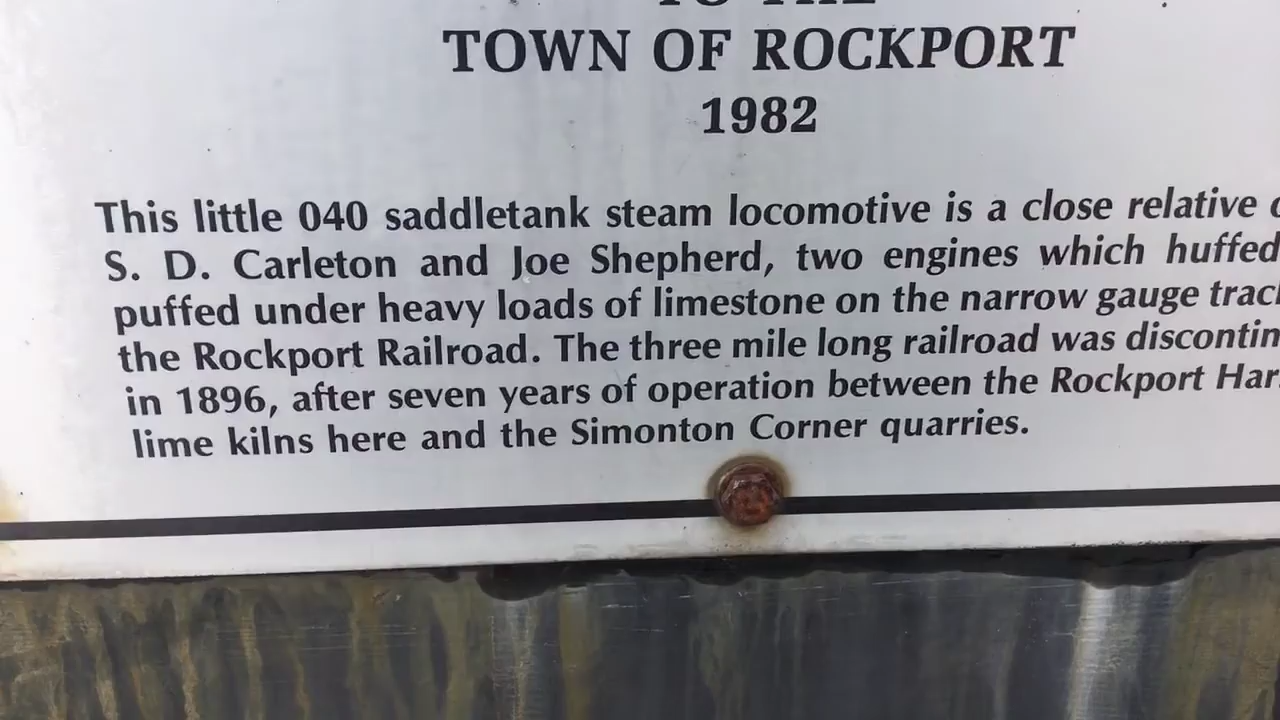 TO THE
TOWN OF ROCKPORT
1982
This little 040 saddletank steam locomotive is a close relative
S. D. Carleton and Joe Shepherd, two engines which huffed
puffed under heavy loads of limestone on the narrow gauge
the Rockport Railroad. The three mile long railroad was
in 1896, after seven years of operation between the Rockport
lime kilns here and the Simonton Corner quarries.